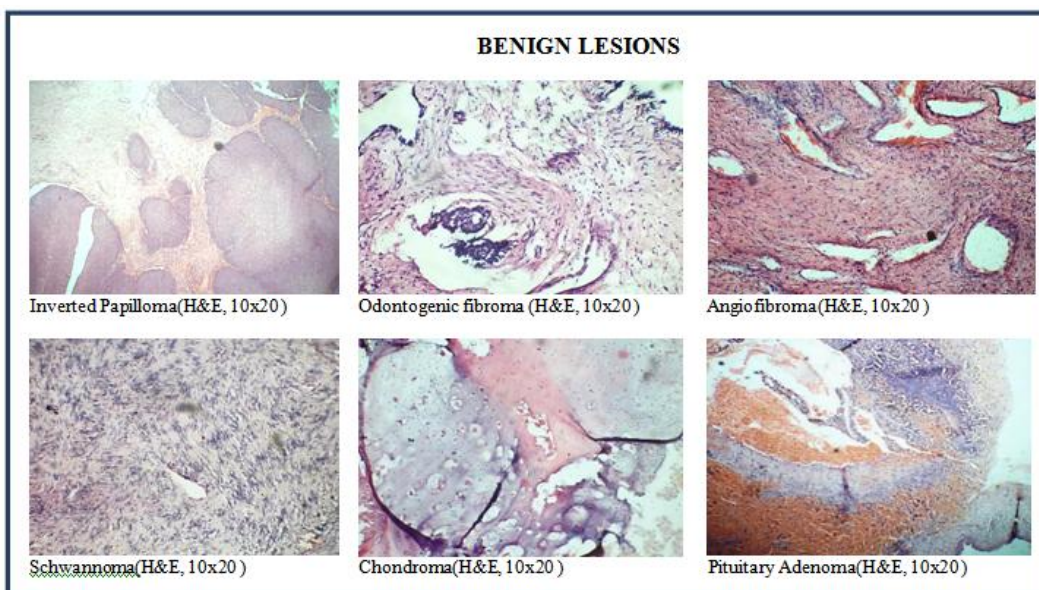 BENIGN LESIONS
Inverted Papilloma(H&E, 10x20 )
Odontogenic fibroma (H&E, 10x20 )
Angiofibroma(H&E, 10x20 )
Schwannoma(H&E, 10x20 )
Chondroma(H&E, 10x20 )
Pituitary Adenoma(H&E, 10x20 )